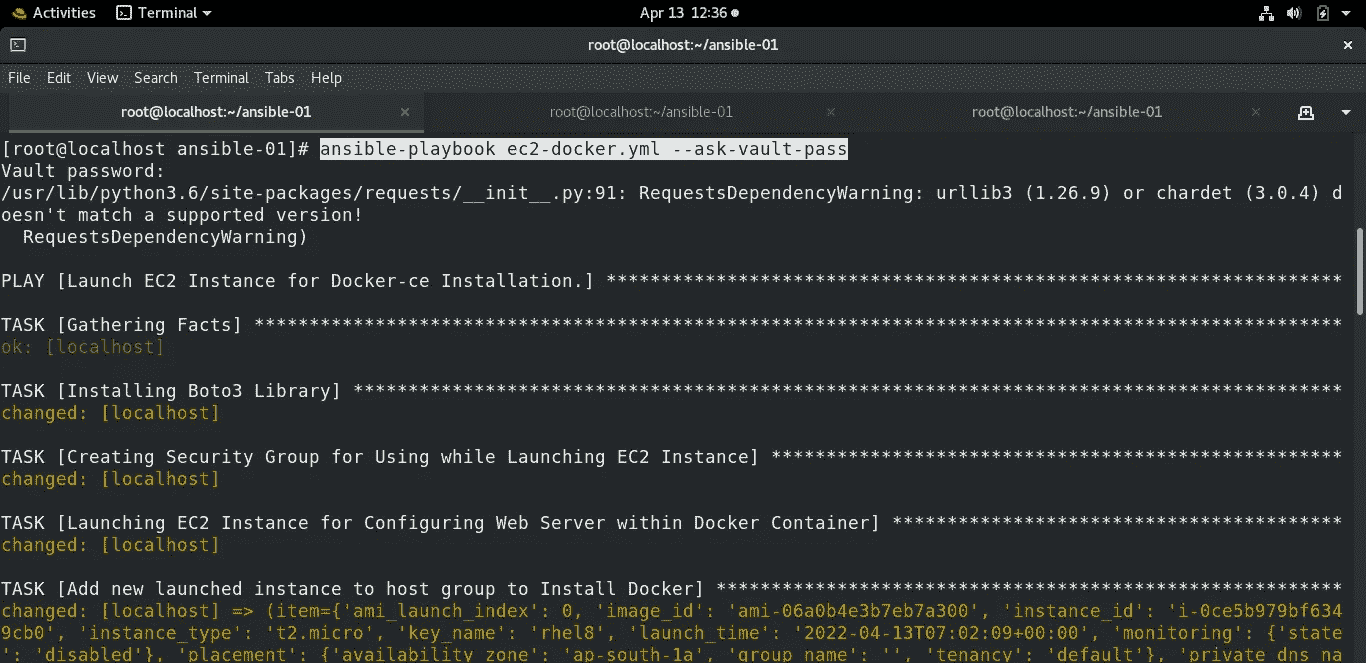 Activities Terminal Apr 13 12:36
root@localhost:~/ansible-01
File Edit View Search Terminal Tabs Help
root@localhost:~/ansible-01 root@localhost:~/ansible-01 root@localhost:~/ansible-01
[root@localhost ansible-01]# ansible-playbook ec2-docker.yml --ask-vault-pass
Vault password:
/usr/lib/python3.6/site-packages/requests/__init__.py:91: RequestsDependencyWarning: urllib3 (1.26.9) or chardet (3.0.4) d
oesn't match a supported version!
  RequestsDependencyWarning)
PLAY [Launch EC2 Instance for Docker-ce Installation.] *******************************************************************
TASK [Gathering Facts] ***************************************************************************************************
ok: [localhost]
TASK [Installing Boto3 Library] ******************************************************************************************
changed: [localhost]
TASK [Creating Security Group for Using while Launching EC2 Instance] ****************************************************
changed: [localhost]
TASK [Launching EC2 Instance for Configuring Web Server within Docker Container] *****************************************
changed: [localhost]
TASK [Add new launched instance to host group to Install Docker] *********************************************************
changed: [localhost] => (item={'ami_launch_index': 0, 'image_id': 'ami-06a0b4e3b7eb7a300', 'instance_id': 'i-0ce5b979bf634
9cb0', 'instance_type': 't2.micro', 'key_name': 'rhel8', 'launch_time': '2022-04-13T07:02:09+00:00', 'monitoring': {'state
': 'disabled'}, 'placement': {'availability_zone': 'ap-south-1a', 'group_name': '', 'tenancy': 'default'}, 'private_dns_na